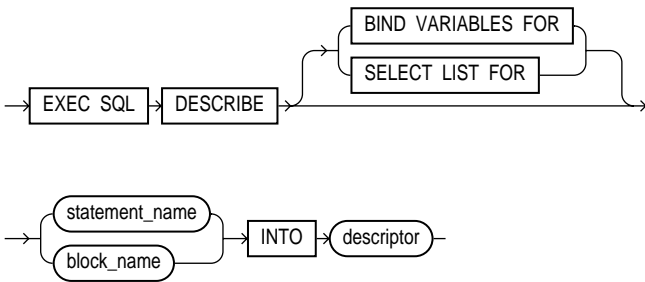 BIND VARIABLES FOR
SELECT LIST FOR
EXEC SQL DESCRIBE
statement_name
INTO descriptor
block_name